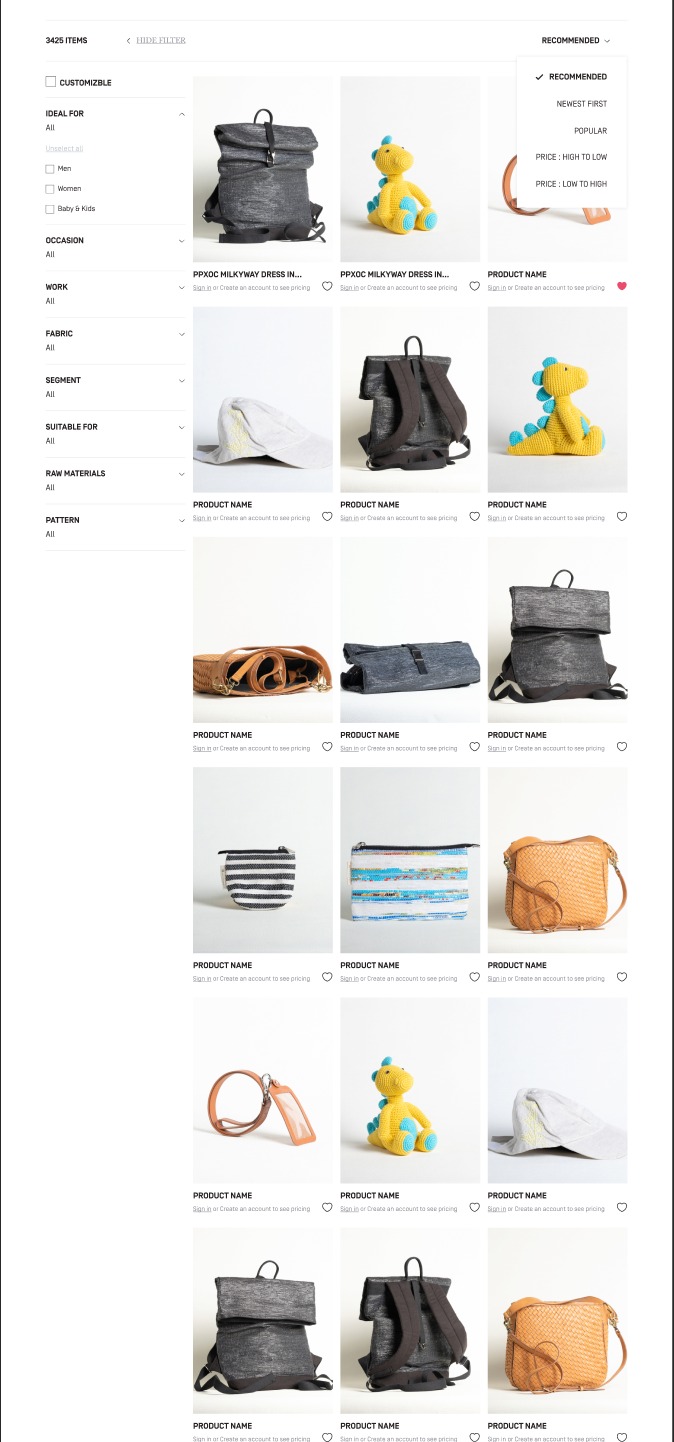 3425 ITEMS
HIDE FILTER
RECOMMENDED
RECOMMENDED
NEWEST FIRST
POPULAR
PRICE : HIGH TO LOW
PRICE : LOW TO HIGH
CUSTOMIZBLE
IDEAL FOR
All
Unselect all
Men
Women
Baby & Kids
OCCASION
All
WORK
All
FABRIC
All
SEGMENT
All
SUITABLE FOR
All
RAW MATERIALS
All
PATTERN
All
PPXOC MILKYWAY DRESS IN...
Sign in or Create an account to see pricing
PPXOC MILKYWAY DRESS IN...
Sign in or Create an account to see pricing
PRODUCT NAME
Sign in or Create an account to see pricing
PRODUCT NAME
Sign in or Create an account to see pricing
PRODUCT NAME
Sign in or Create an account to see pricing
PRODUCT NAME
Sign in or Create an account to see pricing
PRODUCT NAME
Sign in or Create an account to see pricing
PRODUCT NAME
Sign in or Create an account to see pricing
PRODUCT NAME
Sign in or Create an account to see pricing
PRODUCT NAME
Sign in or Create an account to see pricing
PRODUCT NAME
Sign in or Create an account to see pricing
PRODUCT NAME
Sign in or Create an account to see pricing
PRODUCT NAME
Sign in or Create an account to see pricing
PRODUCT NAME
Sign in or Create an account to see pricing
PRODUCT NAME
Sign in or Create an account to see pricing
PRODUCT NAME
Sign in or Create an account to see pricing
PRODUCT NAME
Sign in or Create an account to see pricing
PRODUCT NAME
Sign in or Create an account to see pricing